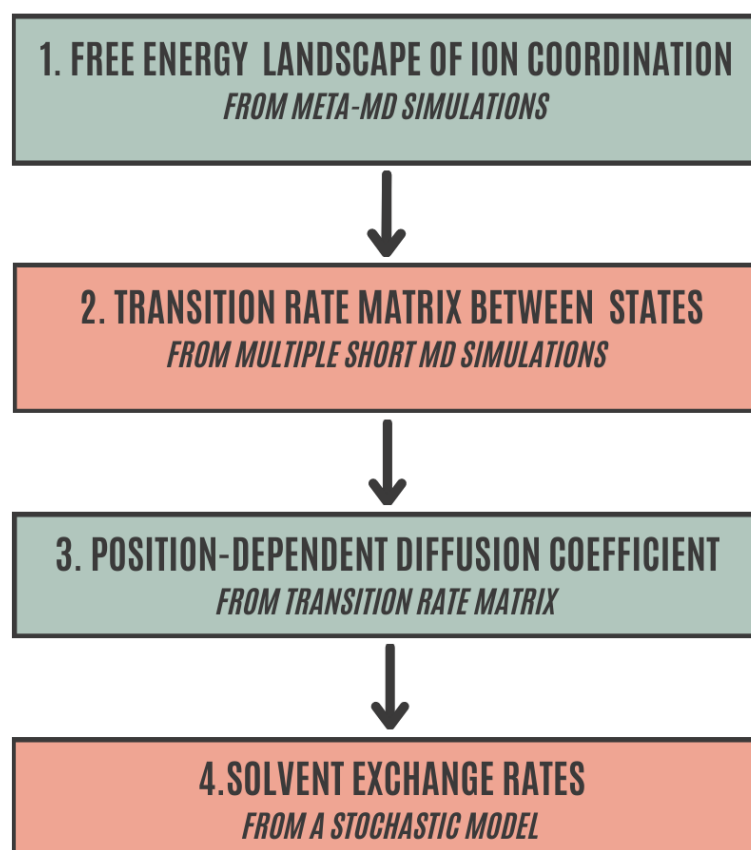 1. FREE ENERGY LANDSCAPE OF ION COORDINATION
FROM META-MD SIMULATIONS
2. TRANSITION RATE MATRIX BETWEEN STATES
FROM MULTIPLE SHORT MD SIMULATIONS
3. POSITION-DEPENDENT DIFFUSION COEFFICIENT
FROM TRANSITION RATE MATRIX
4.SOLVENT EXCHANGE RATES
FROM A STOCHASTIC MODEL